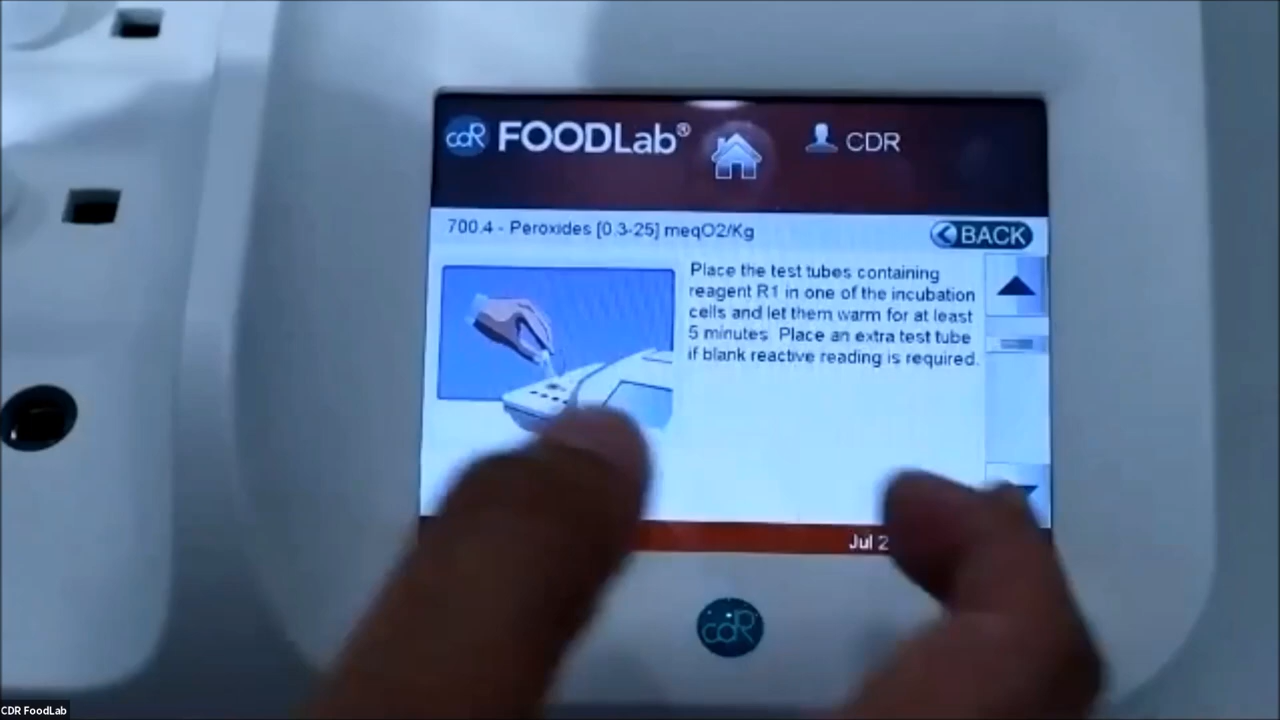 cdR FOODLab®
CDR
700.4 - Peroxides [0.3-25] meqO2/Kg
BACK
Place the test tubes containing
reagent R1 in one of the incubation
cells and let them warm for at least
5 minutes. Place an extra test tube
if blank reactive reading is required.
Jul 2
cdR
CDR FoodLab